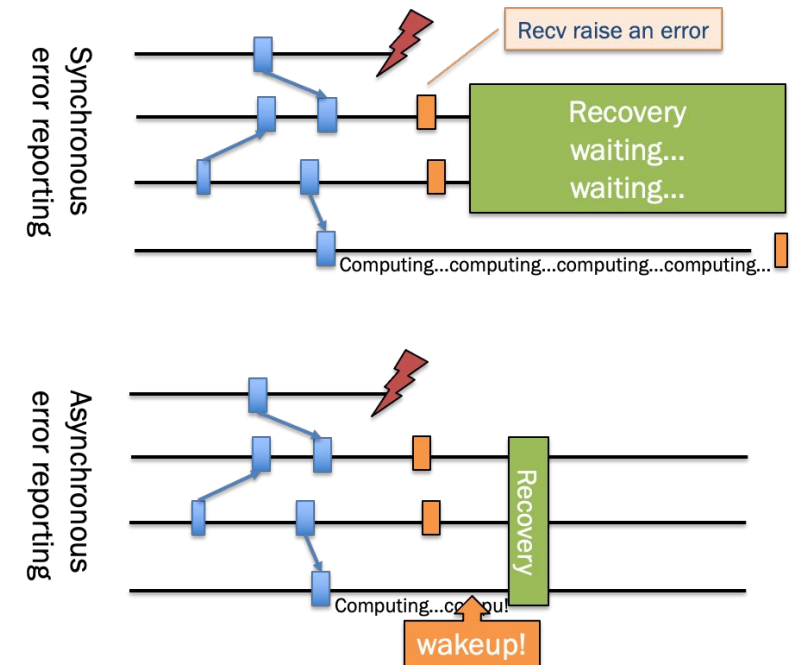 Synchronous
error reporting
Recv raise an error
Recovery
waiting...
waiting...
Computing...computing...computing...computing...
Asynchronous
error reporting
Recovery
Computing...compu!
wakeup!